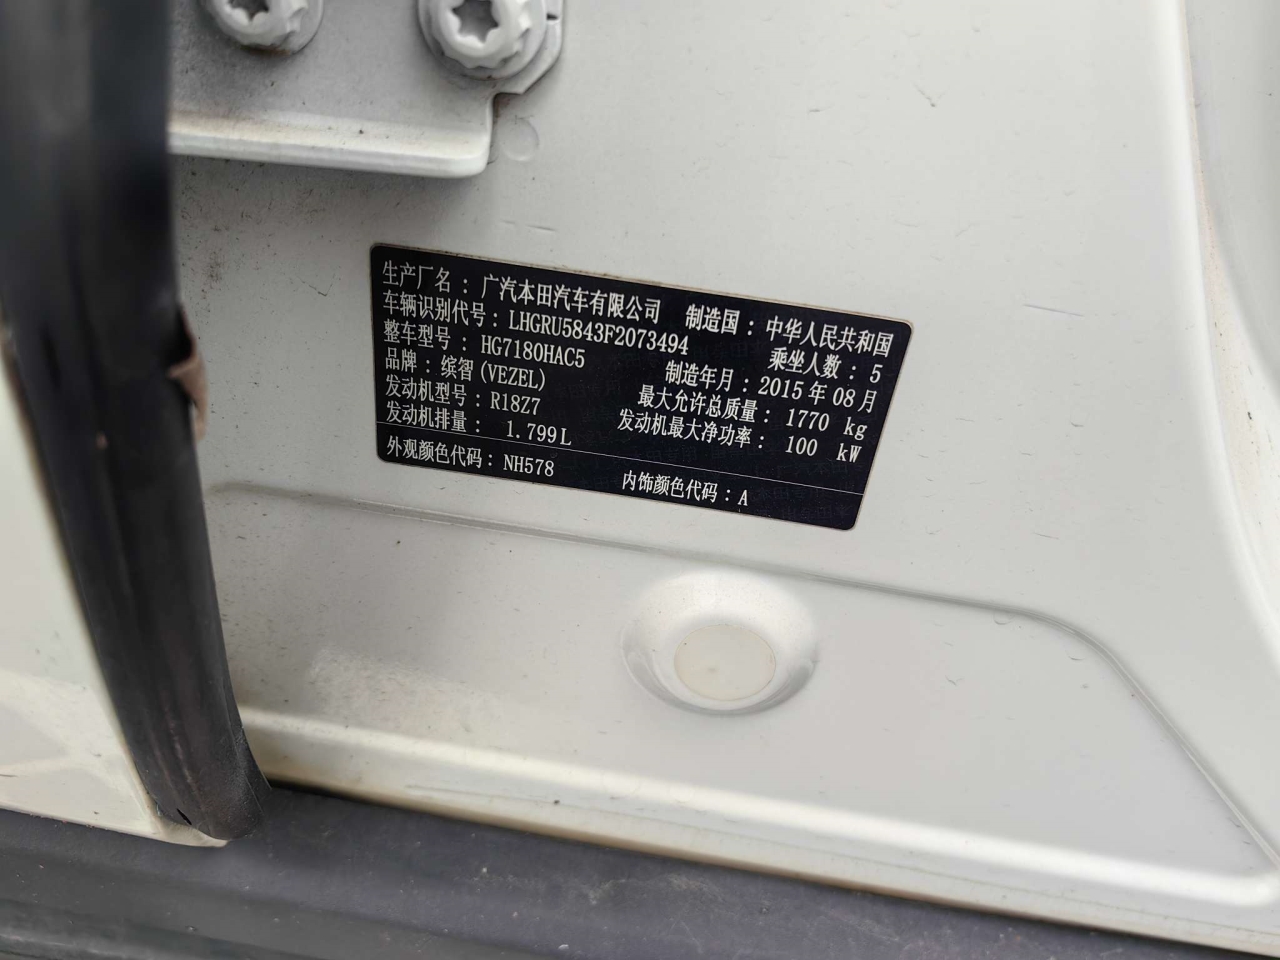 生产厂名：广汽本田汽车有限公司 制造国：中华人民共和国
车辆识别代号：LHGRU5843F2073494 乘坐人数：5
整车型号：HG7180HAC5 制造年月：2015年08月
品牌：缤智(VEZEL) 最大允许总质量：1770 kg
发动机型号：R18Z7 发动机最大净功率：100 kW
发动机排量：1.799L
外观颜色代码：NH578 内饰颜色代码：A